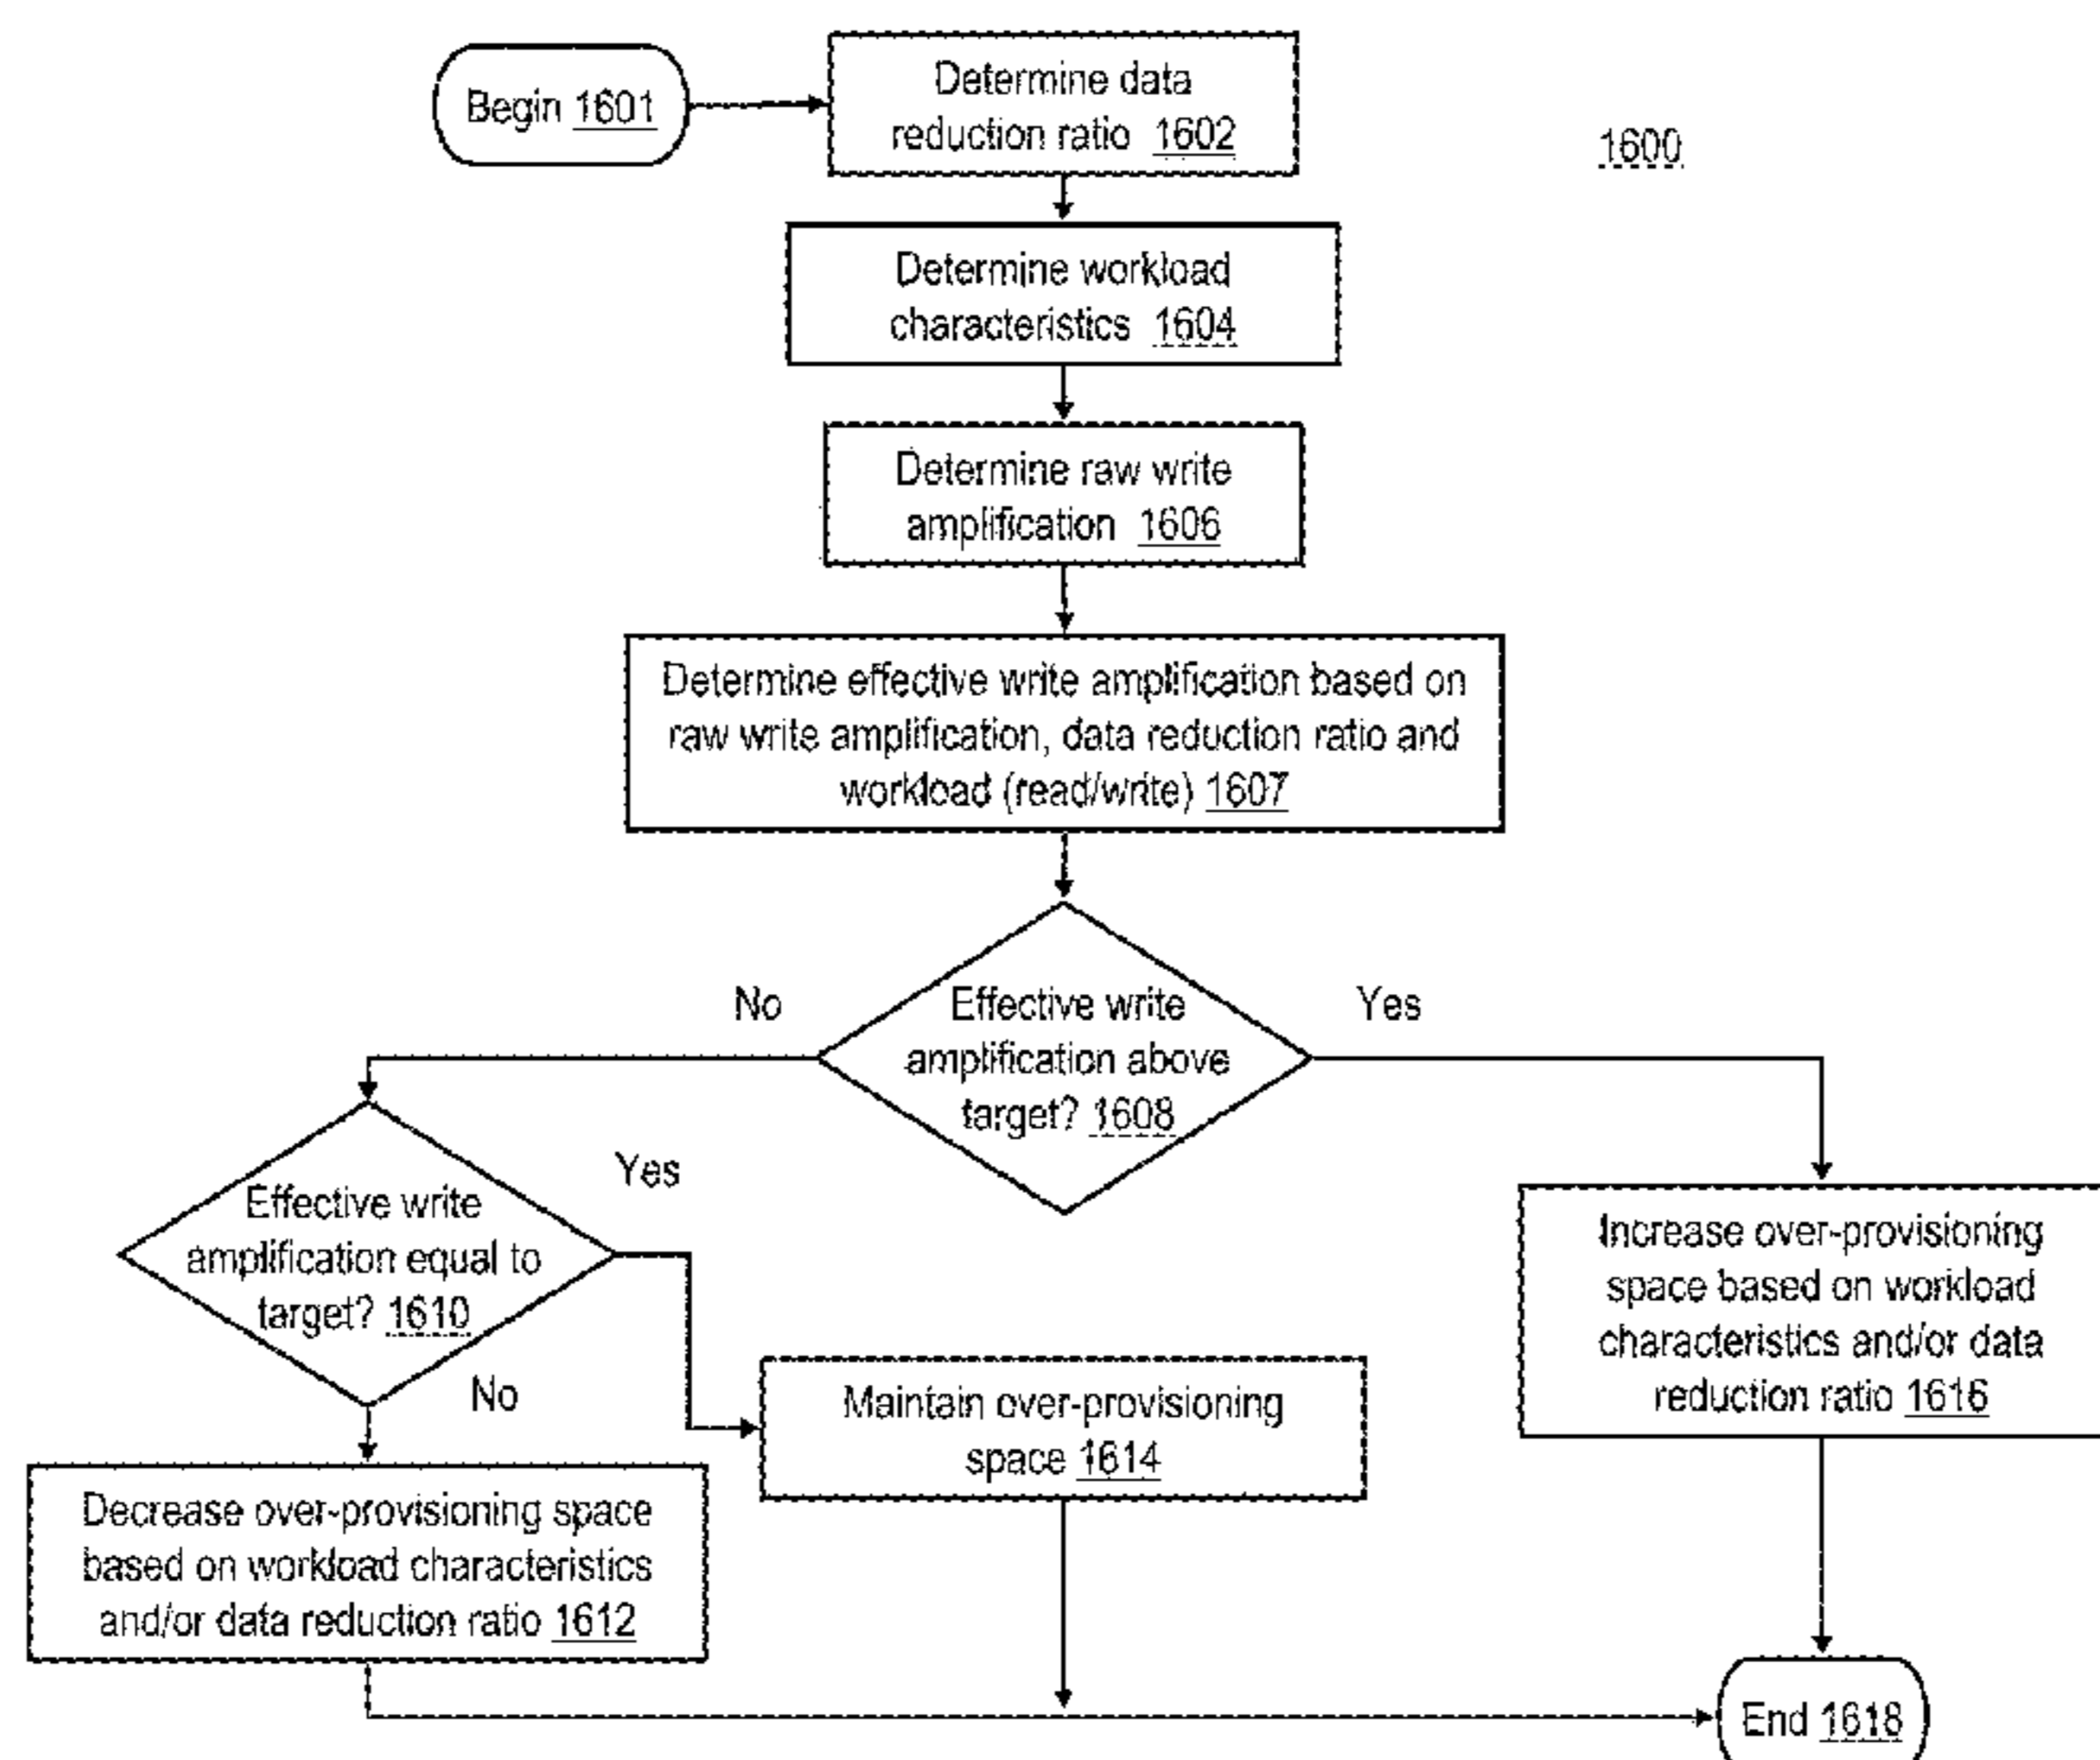 Begin 1601
Determine data
reduction ratio 1602
1600
Determine workload
characteristics 1604
Determine raw write
amplification 1606
Determine effective write amplification based on
raw write amplification, data reduction ratio and
workload (read/write) 1607
No
Effective write
amplification above
target? 1608
Yes
Effective write
amplification equal to
target? 1610
Yes
No
Increase over-provisioning
space based on workload
characteristics and/or data
reduction ratio 1616
Maintain over-provisioning
space 1614
Decrease over-provisioning space
based on workload characteristics
and/or data reduction ratio 1612
End 1618